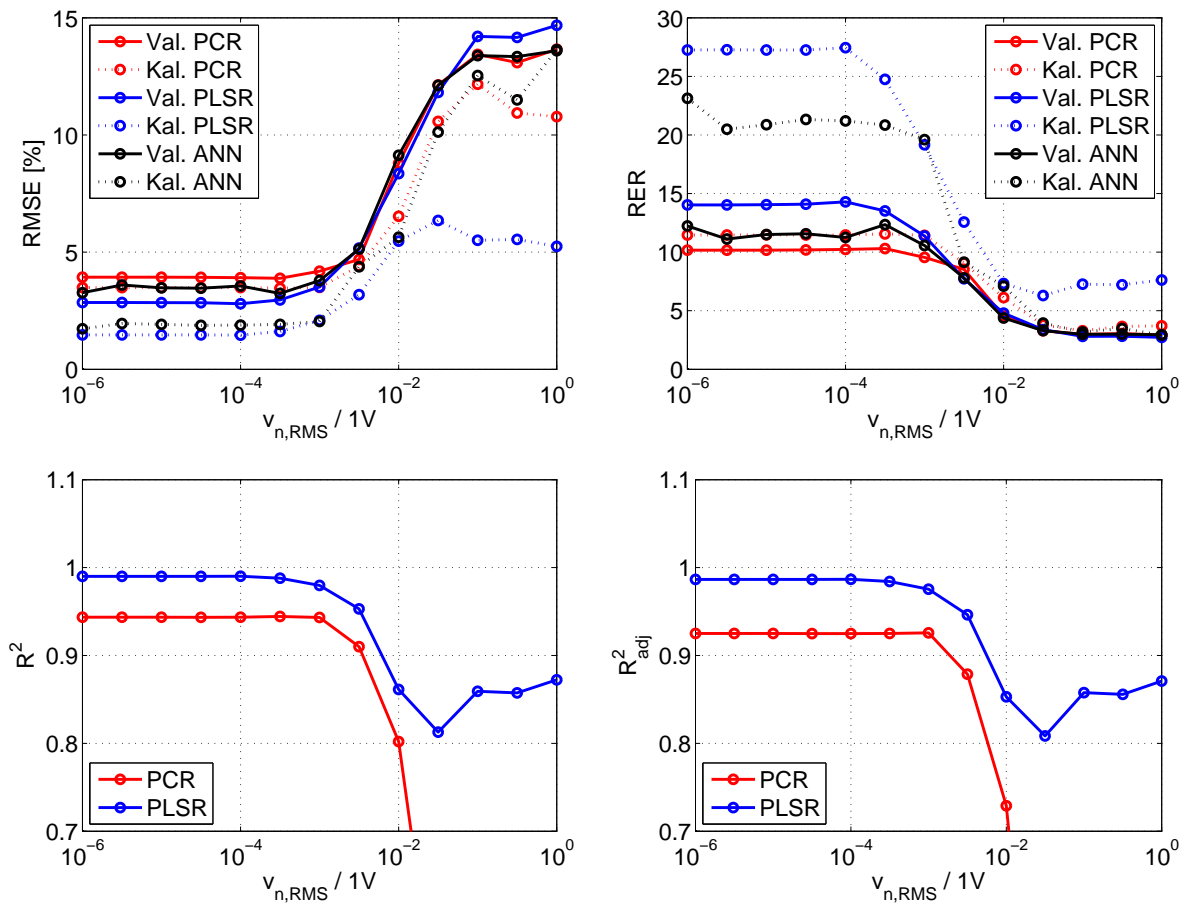 15
10
5
0
RMSE [%]
Val. PCR
Kal. PCR
Val. PLSR
Kal. PLSR
Val. ANN
Kal. ANN
10^−6
10^−4
10^−2
10^0
v_n,RMS / 1V
30
25
20
15
10
5
0
RER
Val. PCR
Kal. PCR
Val. PLSR
Kal. PLSR
Val. ANN
Kal. ANN
10^−6
10^−4
10^−2
10^0
v_n,RMS / 1V
1.1
1
0.9
0.8
0.7
R^2
PCR
PLSR
10^−6
10^−4
10^−2
10^0
v_n,RMS / 1V
1.1
1
0.9
0.8
0.7
R^2_adj
PCR
PLSR
10^−6
10^−4
10^−2
10^0
v_n,RMS / 1V